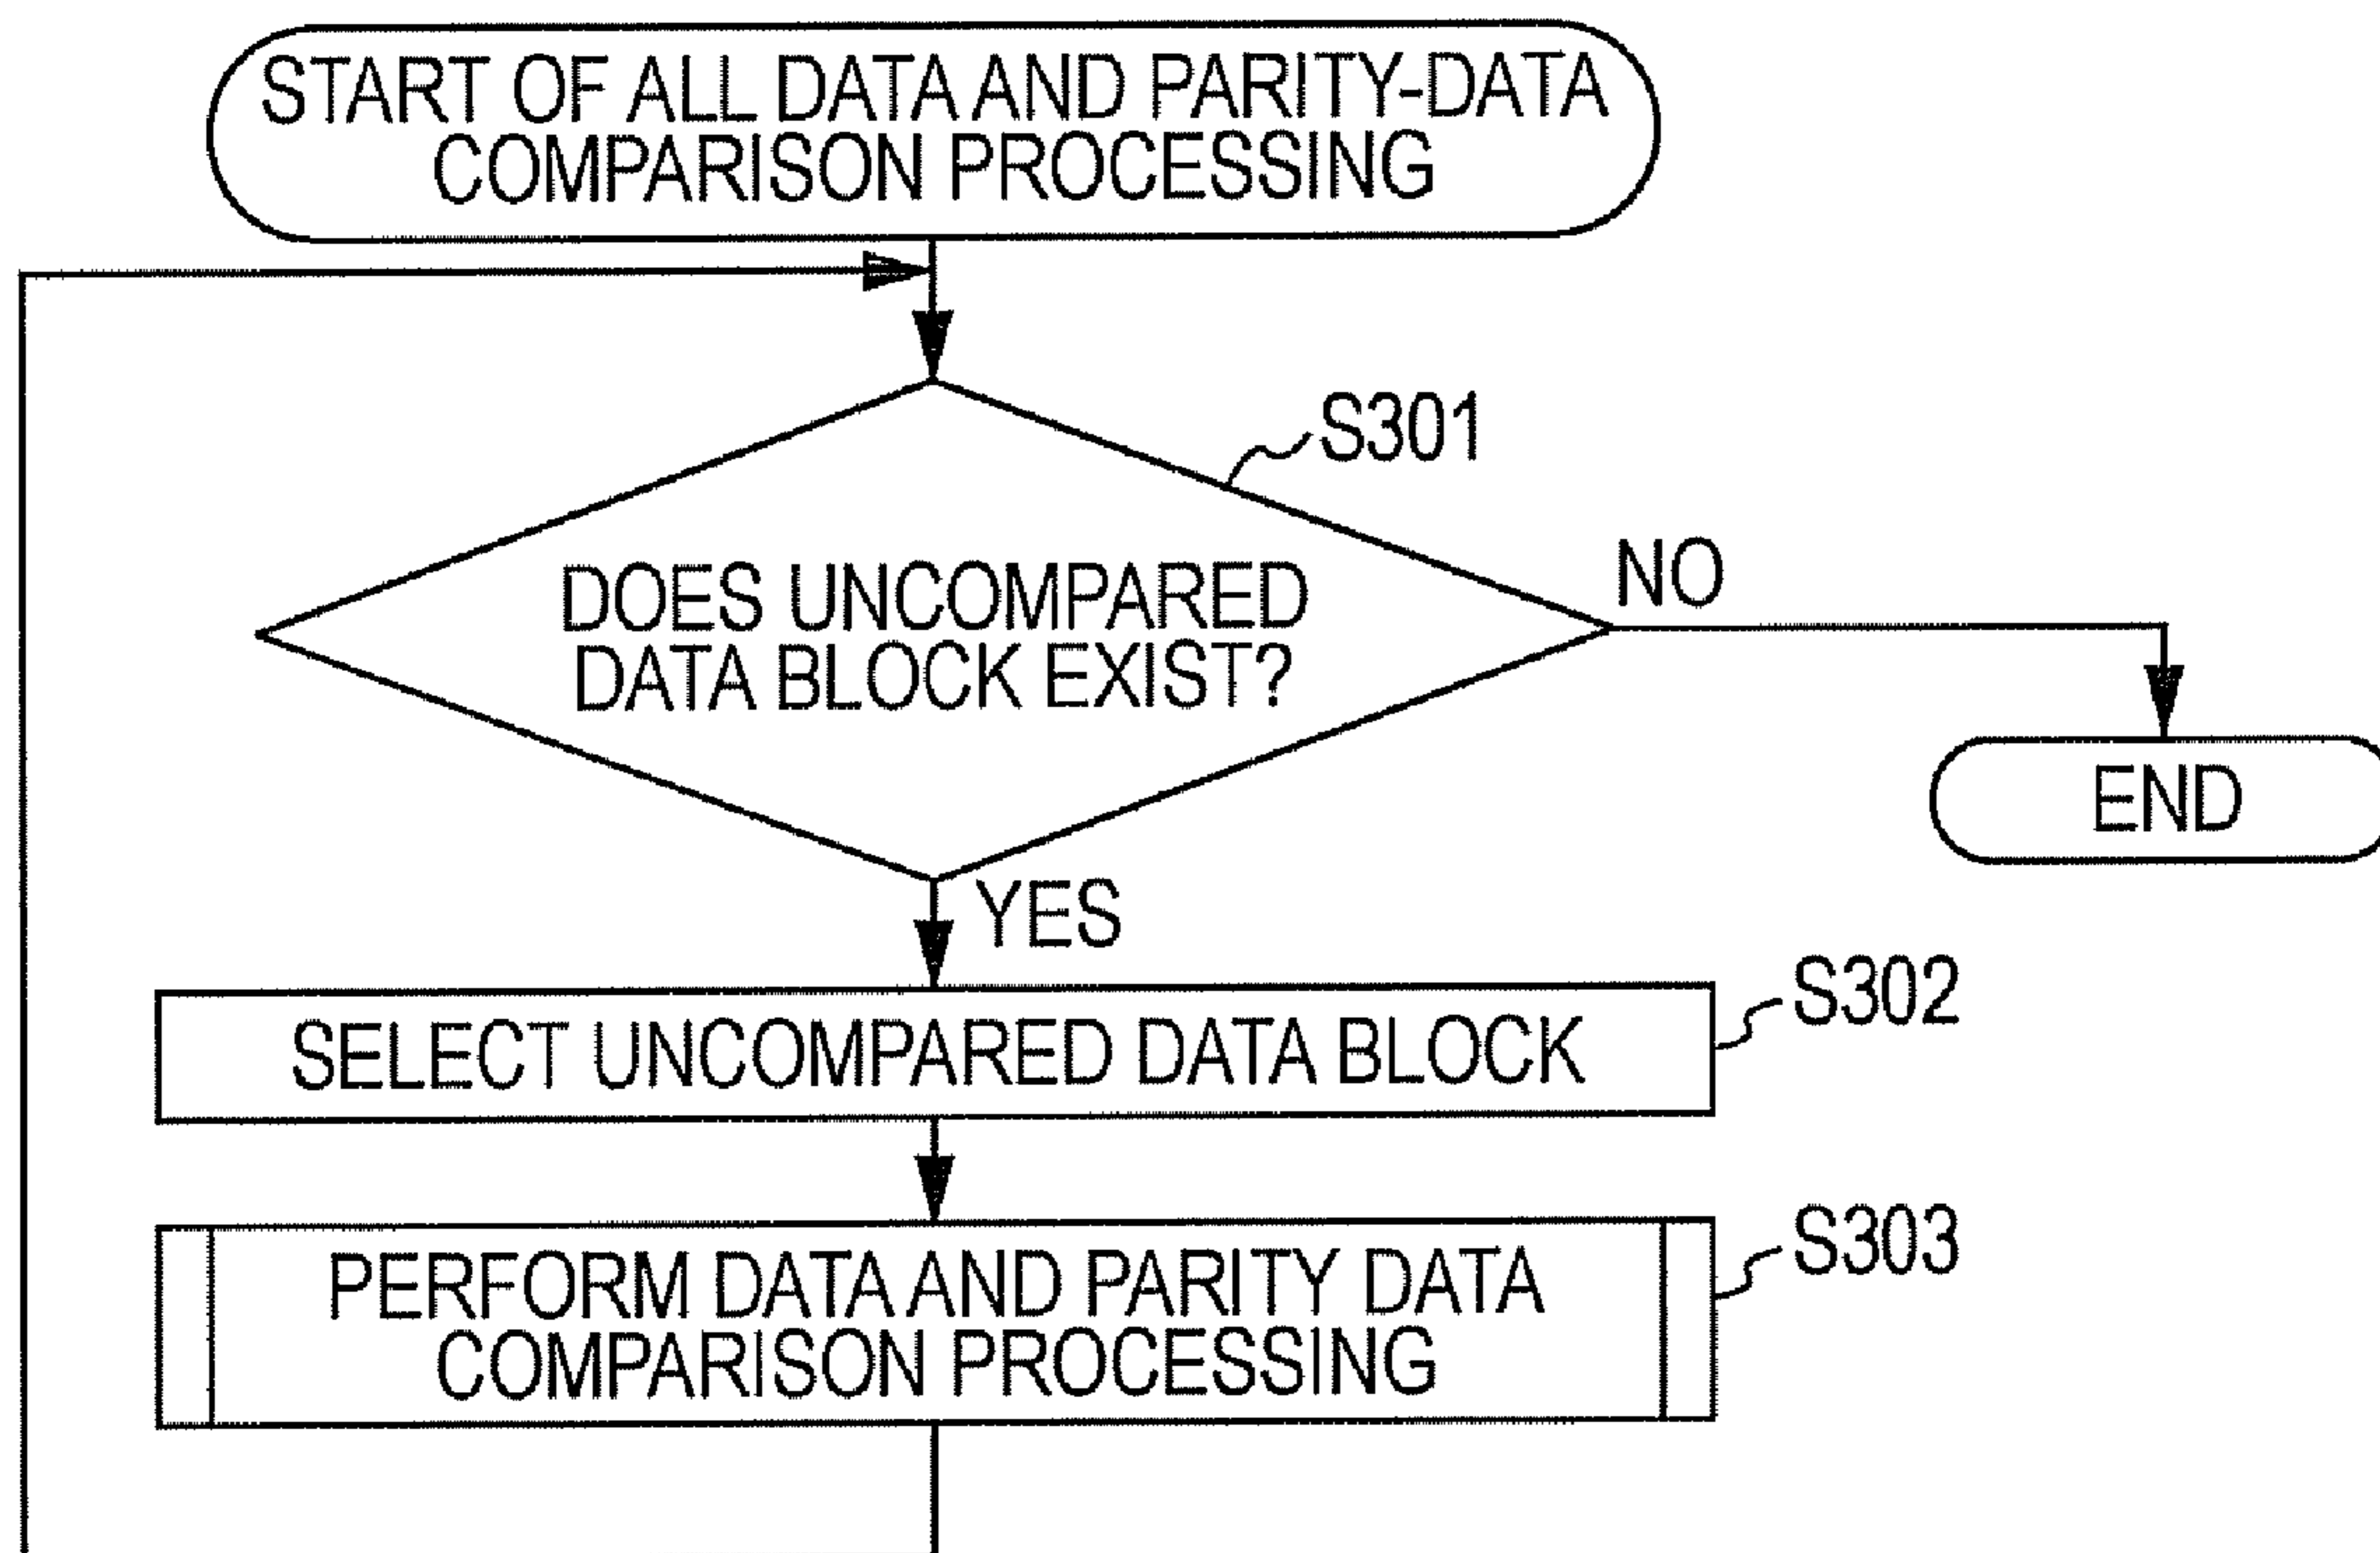 START OF ALL DATA AND PARITY-DATA
COMPARISON PROCESSING
S301
DOES UNCOMPARED
DATA BLOCK EXIST?
NO
END
YES
SELECT UNCOMPARED DATA BLOCK
S302
PERFORM DATA AND PARITY DATA
COMPARISON PROCESSING
S303